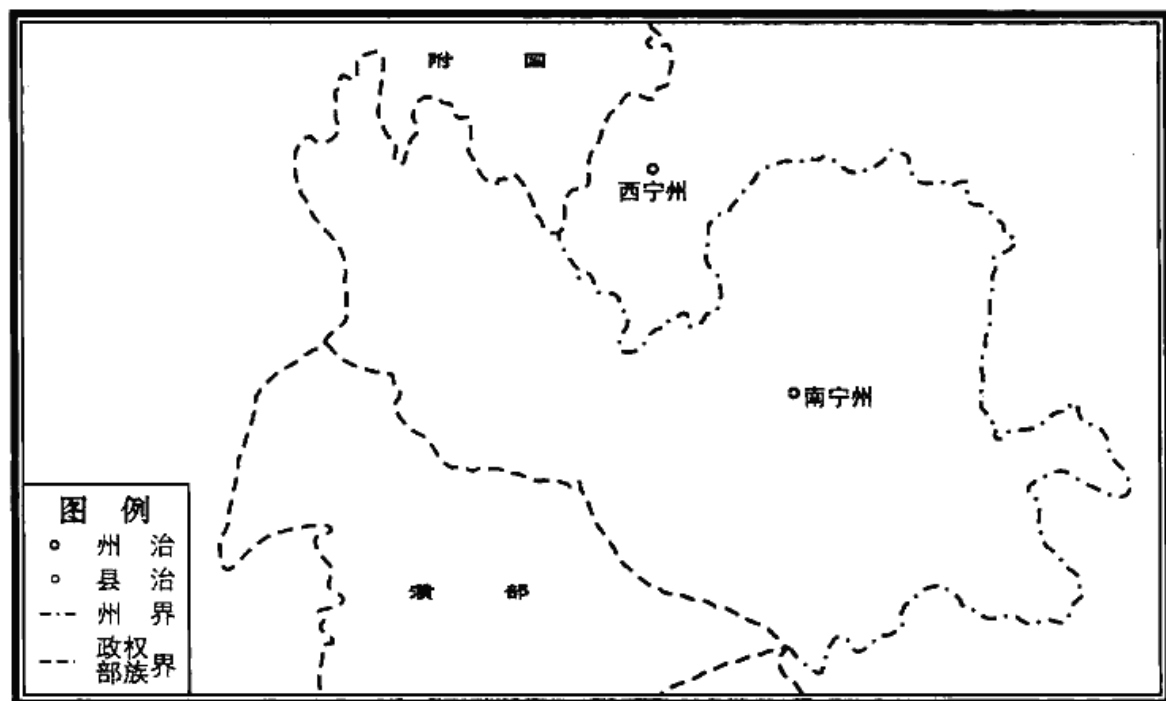 附 国
西宁州
南宁州
濮 部
图 例
州 治
县 治
州 界
政权
部族界